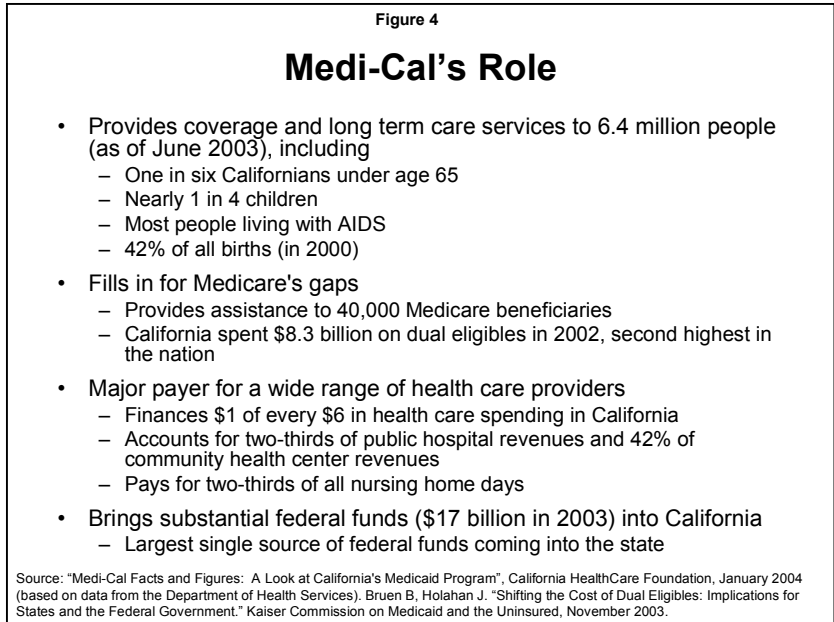 Figure 4
Medi-Cal's Role
• Provides coverage and long term care services to 6.4 million people
(as of June 2003), including
– One in six Californians under age 65
– Nearly 1 in 4 children
– Most people living with AIDS
– 42% of all births (in 2000)
• Fills in for Medicare's gaps
– Provides assistance to 40,000 Medicare beneficiaries
– California spent $8.3 billion on dual eligibles in 2002, second highest in
the nation
• Major payer for a wide range of health care providers
– Finances $1 of every $6 in health care spending in California
– Accounts for two-thirds of public hospital revenues and 42% of
community health center revenues
– Pays for two-thirds of all nursing home days
• Brings substantial federal funds ($17 billion in 2003) into California
– Largest single source of federal funds coming into the state
Source: “Medi-Cal Facts and Figures: A Look at California's Medicaid Program”, California HealthCare Foundation, January 2004
(based on data from the Department of Health Services). Bruen B, Holahan J. “Shifting the Cost of Dual Eligibles: Implications for
States and the Federal Government.” Kaiser Commission on Medicaid and the Uninsured, November 2003.